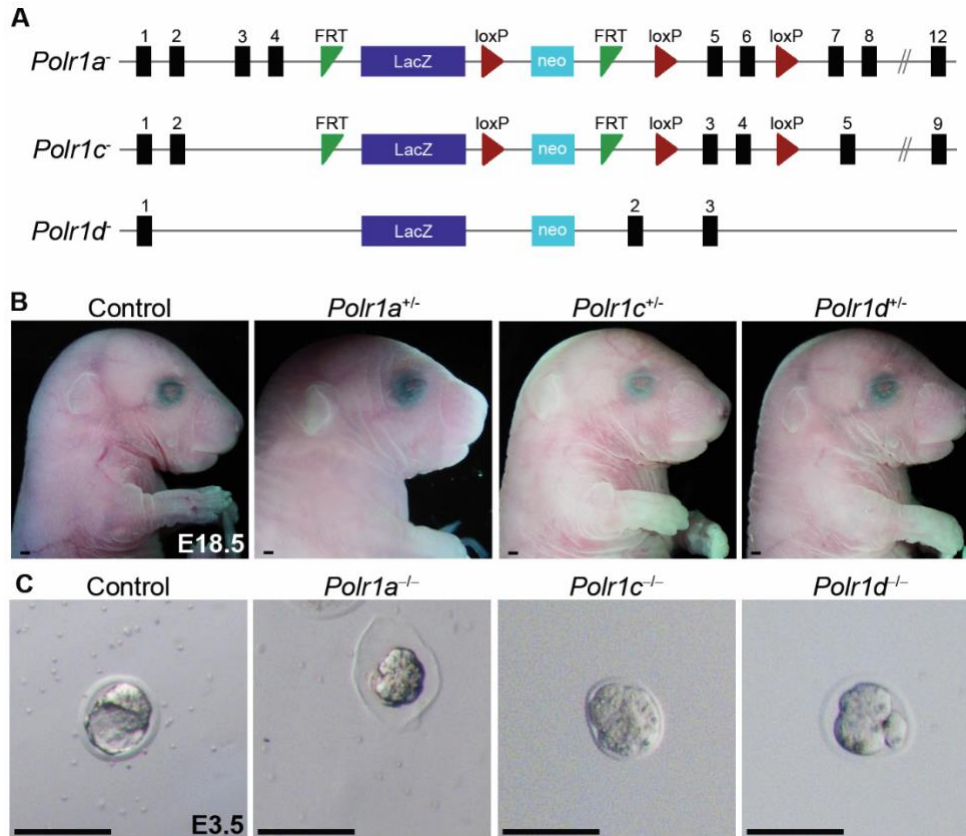 A
1 2 3 4 FRT loxP FRT loxP 5 6 loxP 7 8 12
Polr1a-
LacZ neo //
1 2 FRT loxP FRT loxP 3 4 loxP 5 9
Polr1c-
LacZ neo //
1 2 3
Polr1d-
LacZ neo
B Control Polr1a+/- Polr1c+/- Polr1d+/-
E18.5
C Control Polr1a–/– Polr1c–/– Polr1d–/–
E3.5